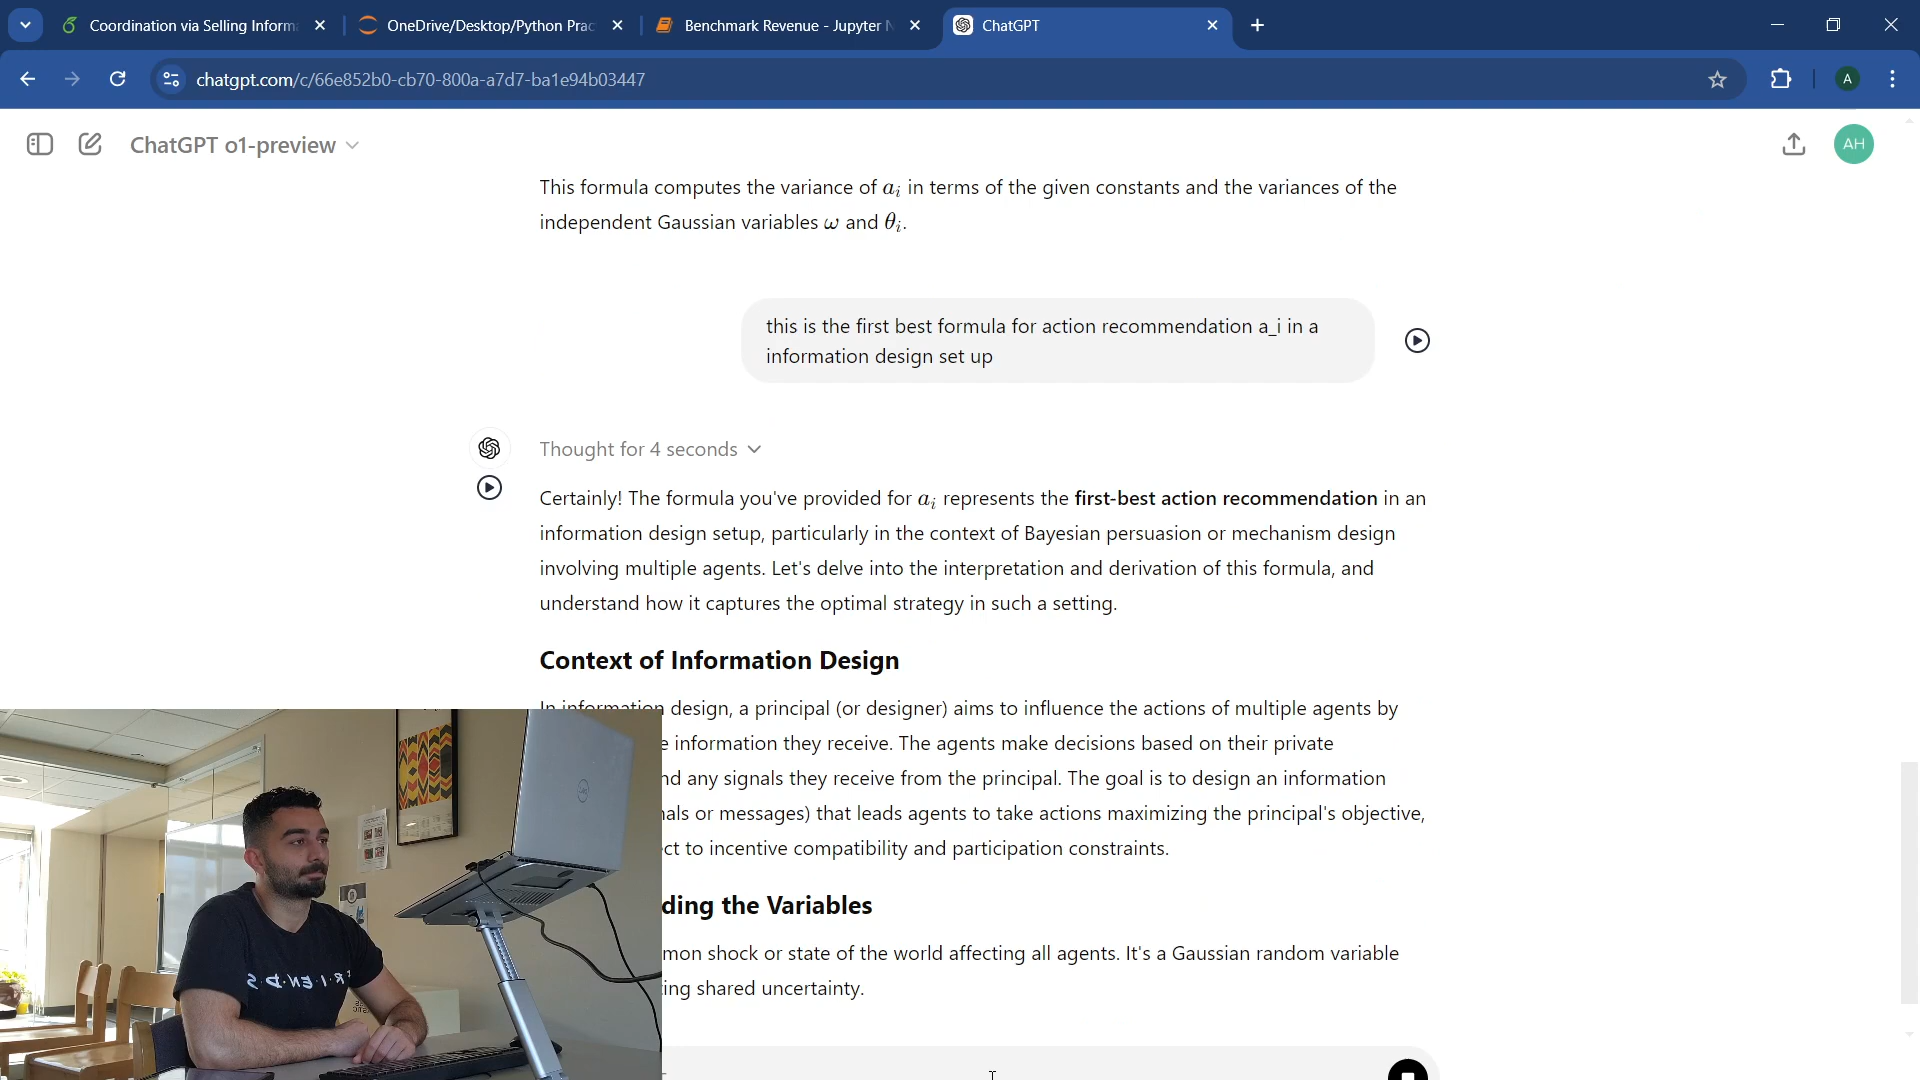 Coordination via Selling Inform
OneDrive/Desktop/Python Prac
Benchmark Revenue - Jupyter N
ChatGPT
chatgpt.com/c/66e852b0-cb70-800a-a7d7-ba1e94b03447
A
ChatGPT o1-preview
AH
This formula computes the variance of aᵢ in terms of the given constants and the variances of the
independent Gaussian variables ω and θᵢ.
this is the first best formula for action recommendation a_i in a
information design set up
Thought for 4 seconds
Certainly! The formula you've provided for aᵢ represents the first-best action recommendation in an
information design setup, particularly in the context of Bayesian persuasion or mechanism design
involving multiple agents. Let's delve into the interpretation and derivation of this formula, and
understand how it captures the optimal strategy in such a setting.
Context of Information Design
In information design, a principal (or designer) aims to influence the actions of multiple agents by
e information they receive. The agents make decisions based on their private
nd any signals they receive from the principal. The goal is to design an information
nals or messages) that leads agents to take actions maximizing the principal's objective,
ect to incentive compatibility and participation constraints.
ding the Variables
mon shock or state of the world affecting all agents. It's a Gaussian random variable
ting shared uncertainty.
F·R·I·E·N·D·S